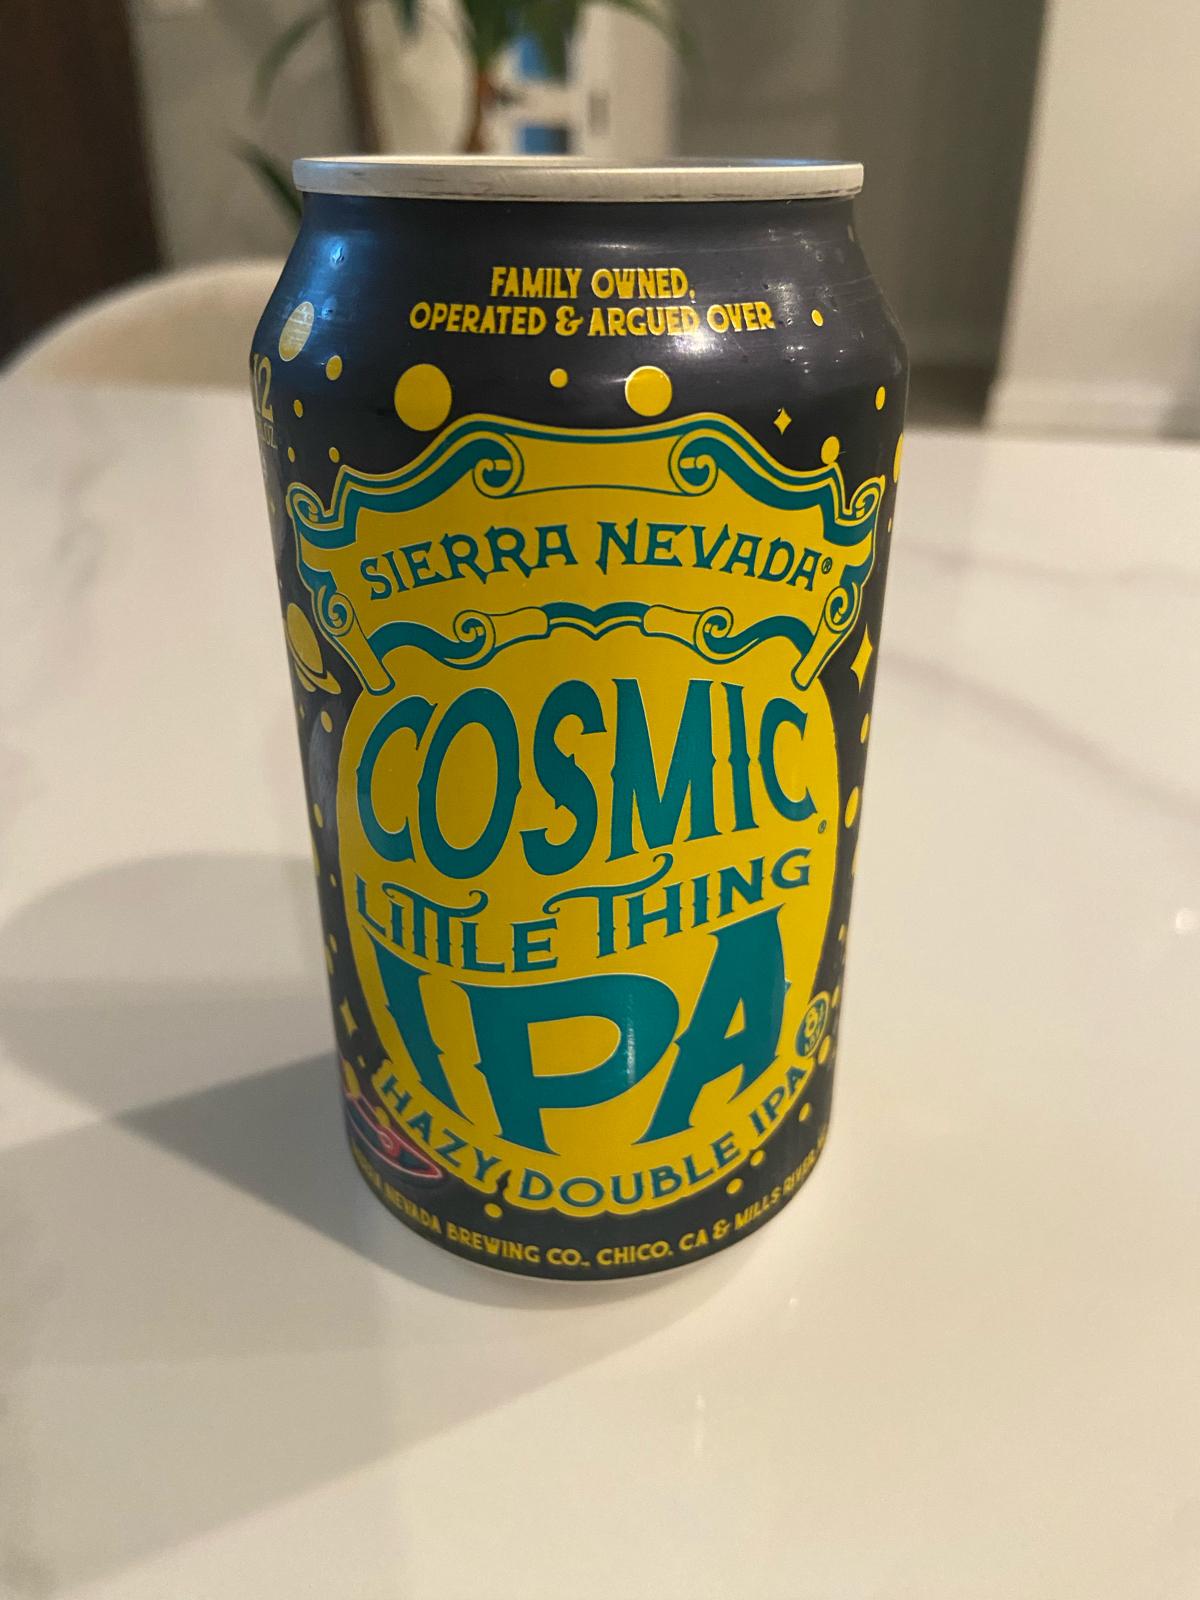 FAMILY OWNED,
OPERATED & ARGUED OVER
12
SIERRA NEVADA®
COSMIC
LITTLE THING®
IPA
HAZY DOUBLE IPA
NEVADA BREWING CO., CHICO, CA & MILLS RIVER,